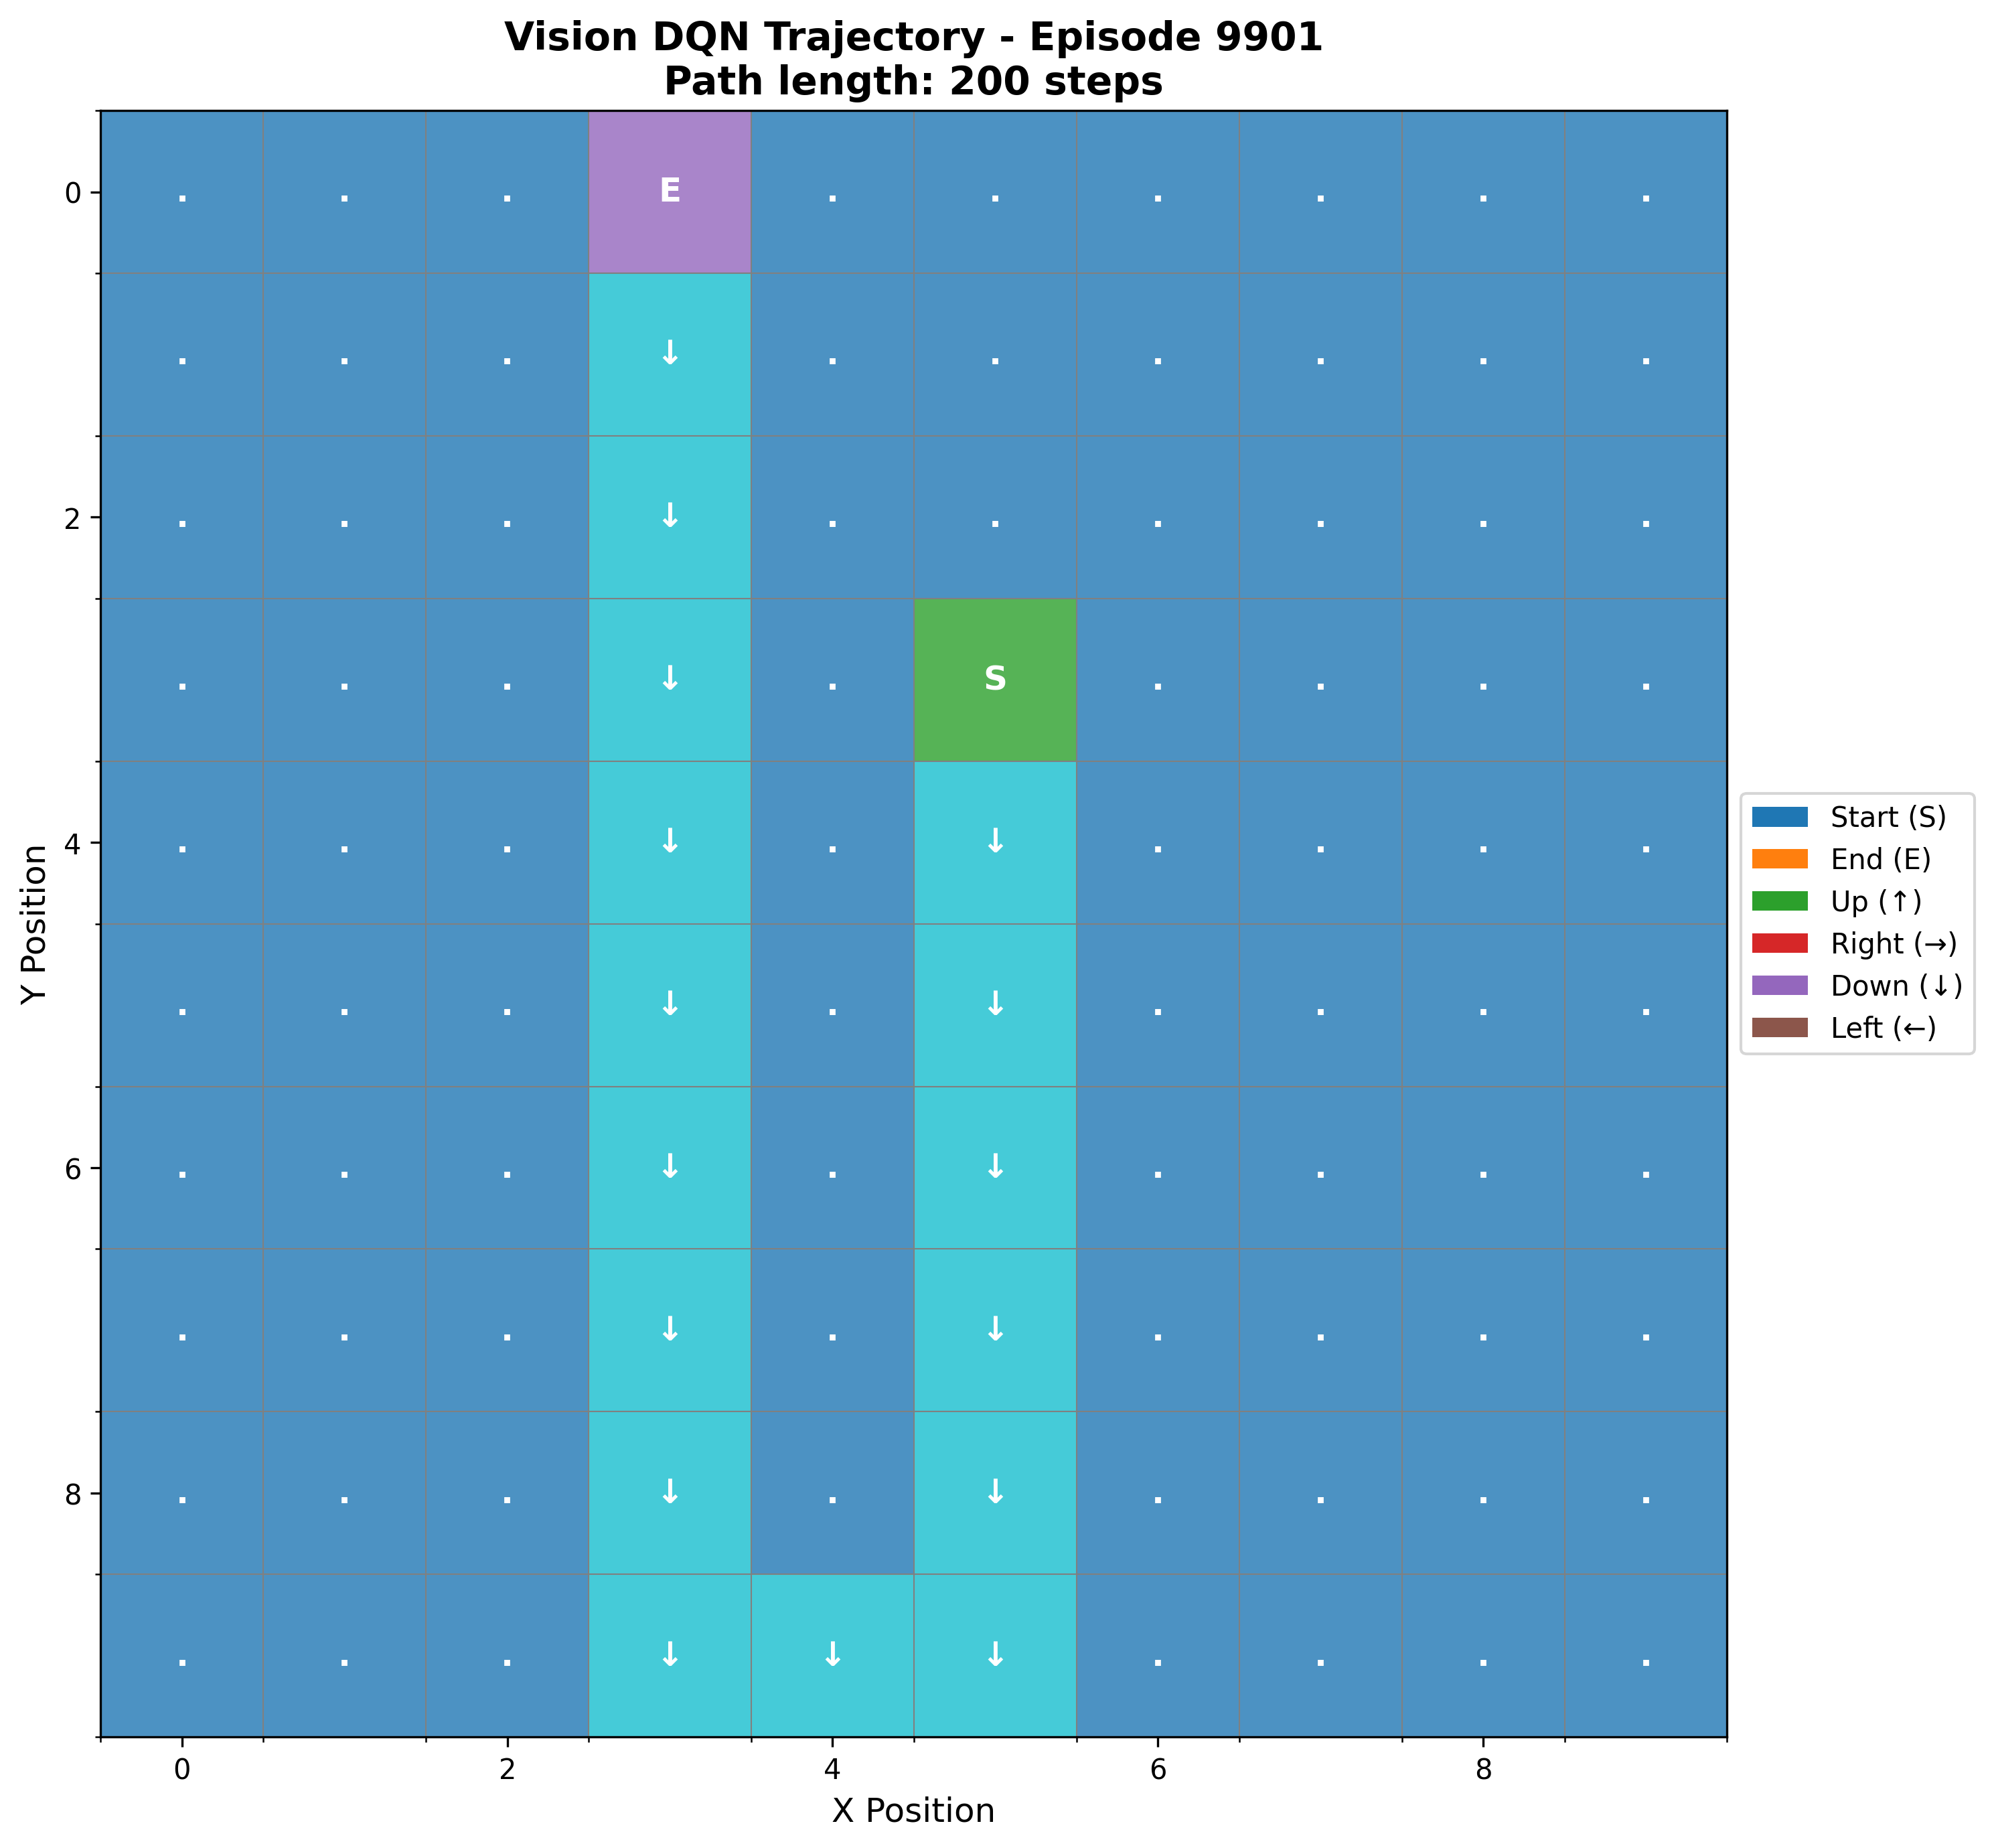 Vision DQN Trajectory - Episode 9901
Path length: 200 steps
0 . . . E . . . . . .
. . . ↓ . . . . . .
2 . . . ↓ . . . . . .
. . . ↓ . S . . . .
4 . . . ↓ . ↓ . . . .
. . . ↓ . ↓ . . . .
6 . . . ↓ . ↓ . . . .
. . . ↓ . ↓ . . . .
8 . . . ↓ . ↓ . . . .
. . . ↓ ↓ ↓ . . . .
0 2 4 6 8
X Position
Y Position
Start (S)
End (E)
Up (↑)
Right (→)
Down (↓)
Left (←)